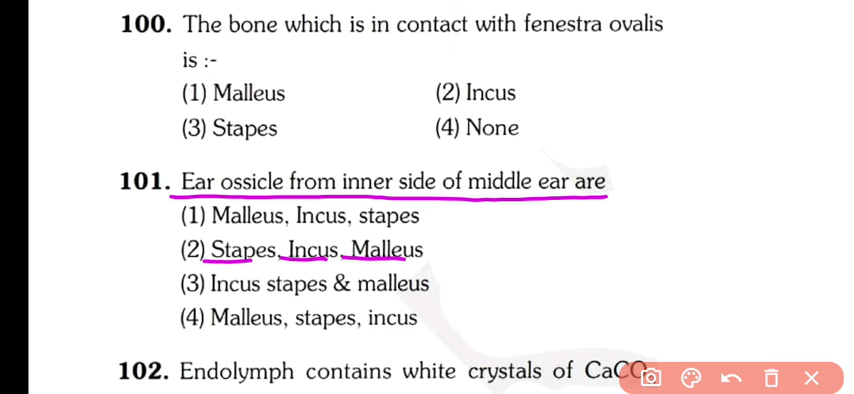 100. The bone which is in contact with fenestra ovalis
is :-
(1) Malleus (2) Incus
(3) Stapes (4) None
101. Ear ossicle from inner side of middle ear are
(1) Malleus, Incus, stapes
(2) Stapes, Incus, Malleus
(3) Incus stapes & malleus
(4) Malleus, stapes, incus
102. Endolymph contains white crystals of